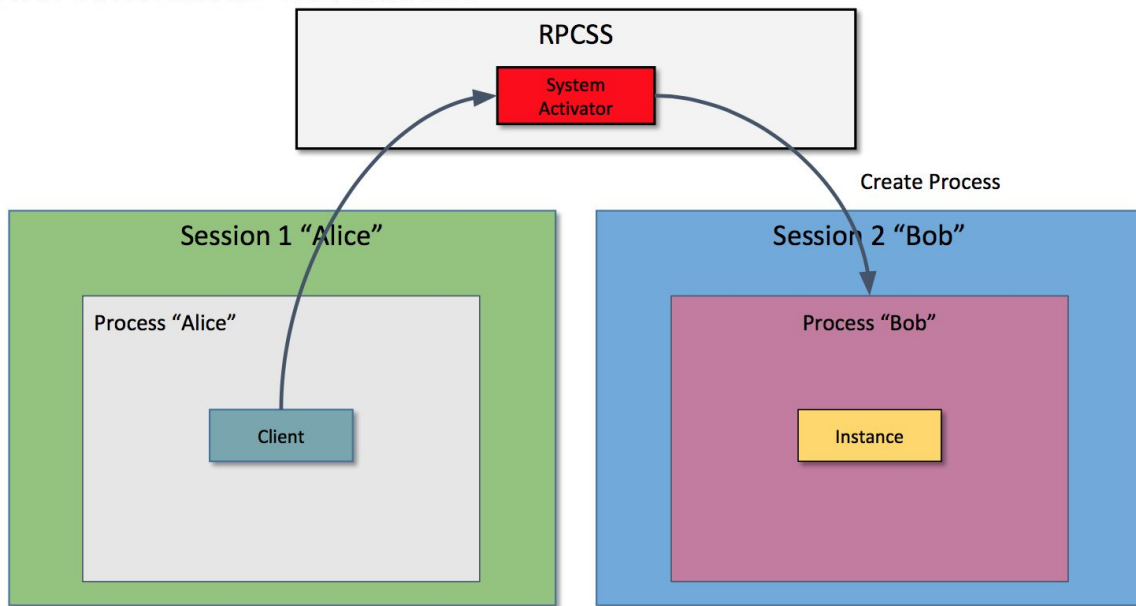 RPCSS
System
Activator
Create Process
Session 1 “Alice”
Session 2 “Bob”
Process “Alice”
Process “Bob”
Client
Instance